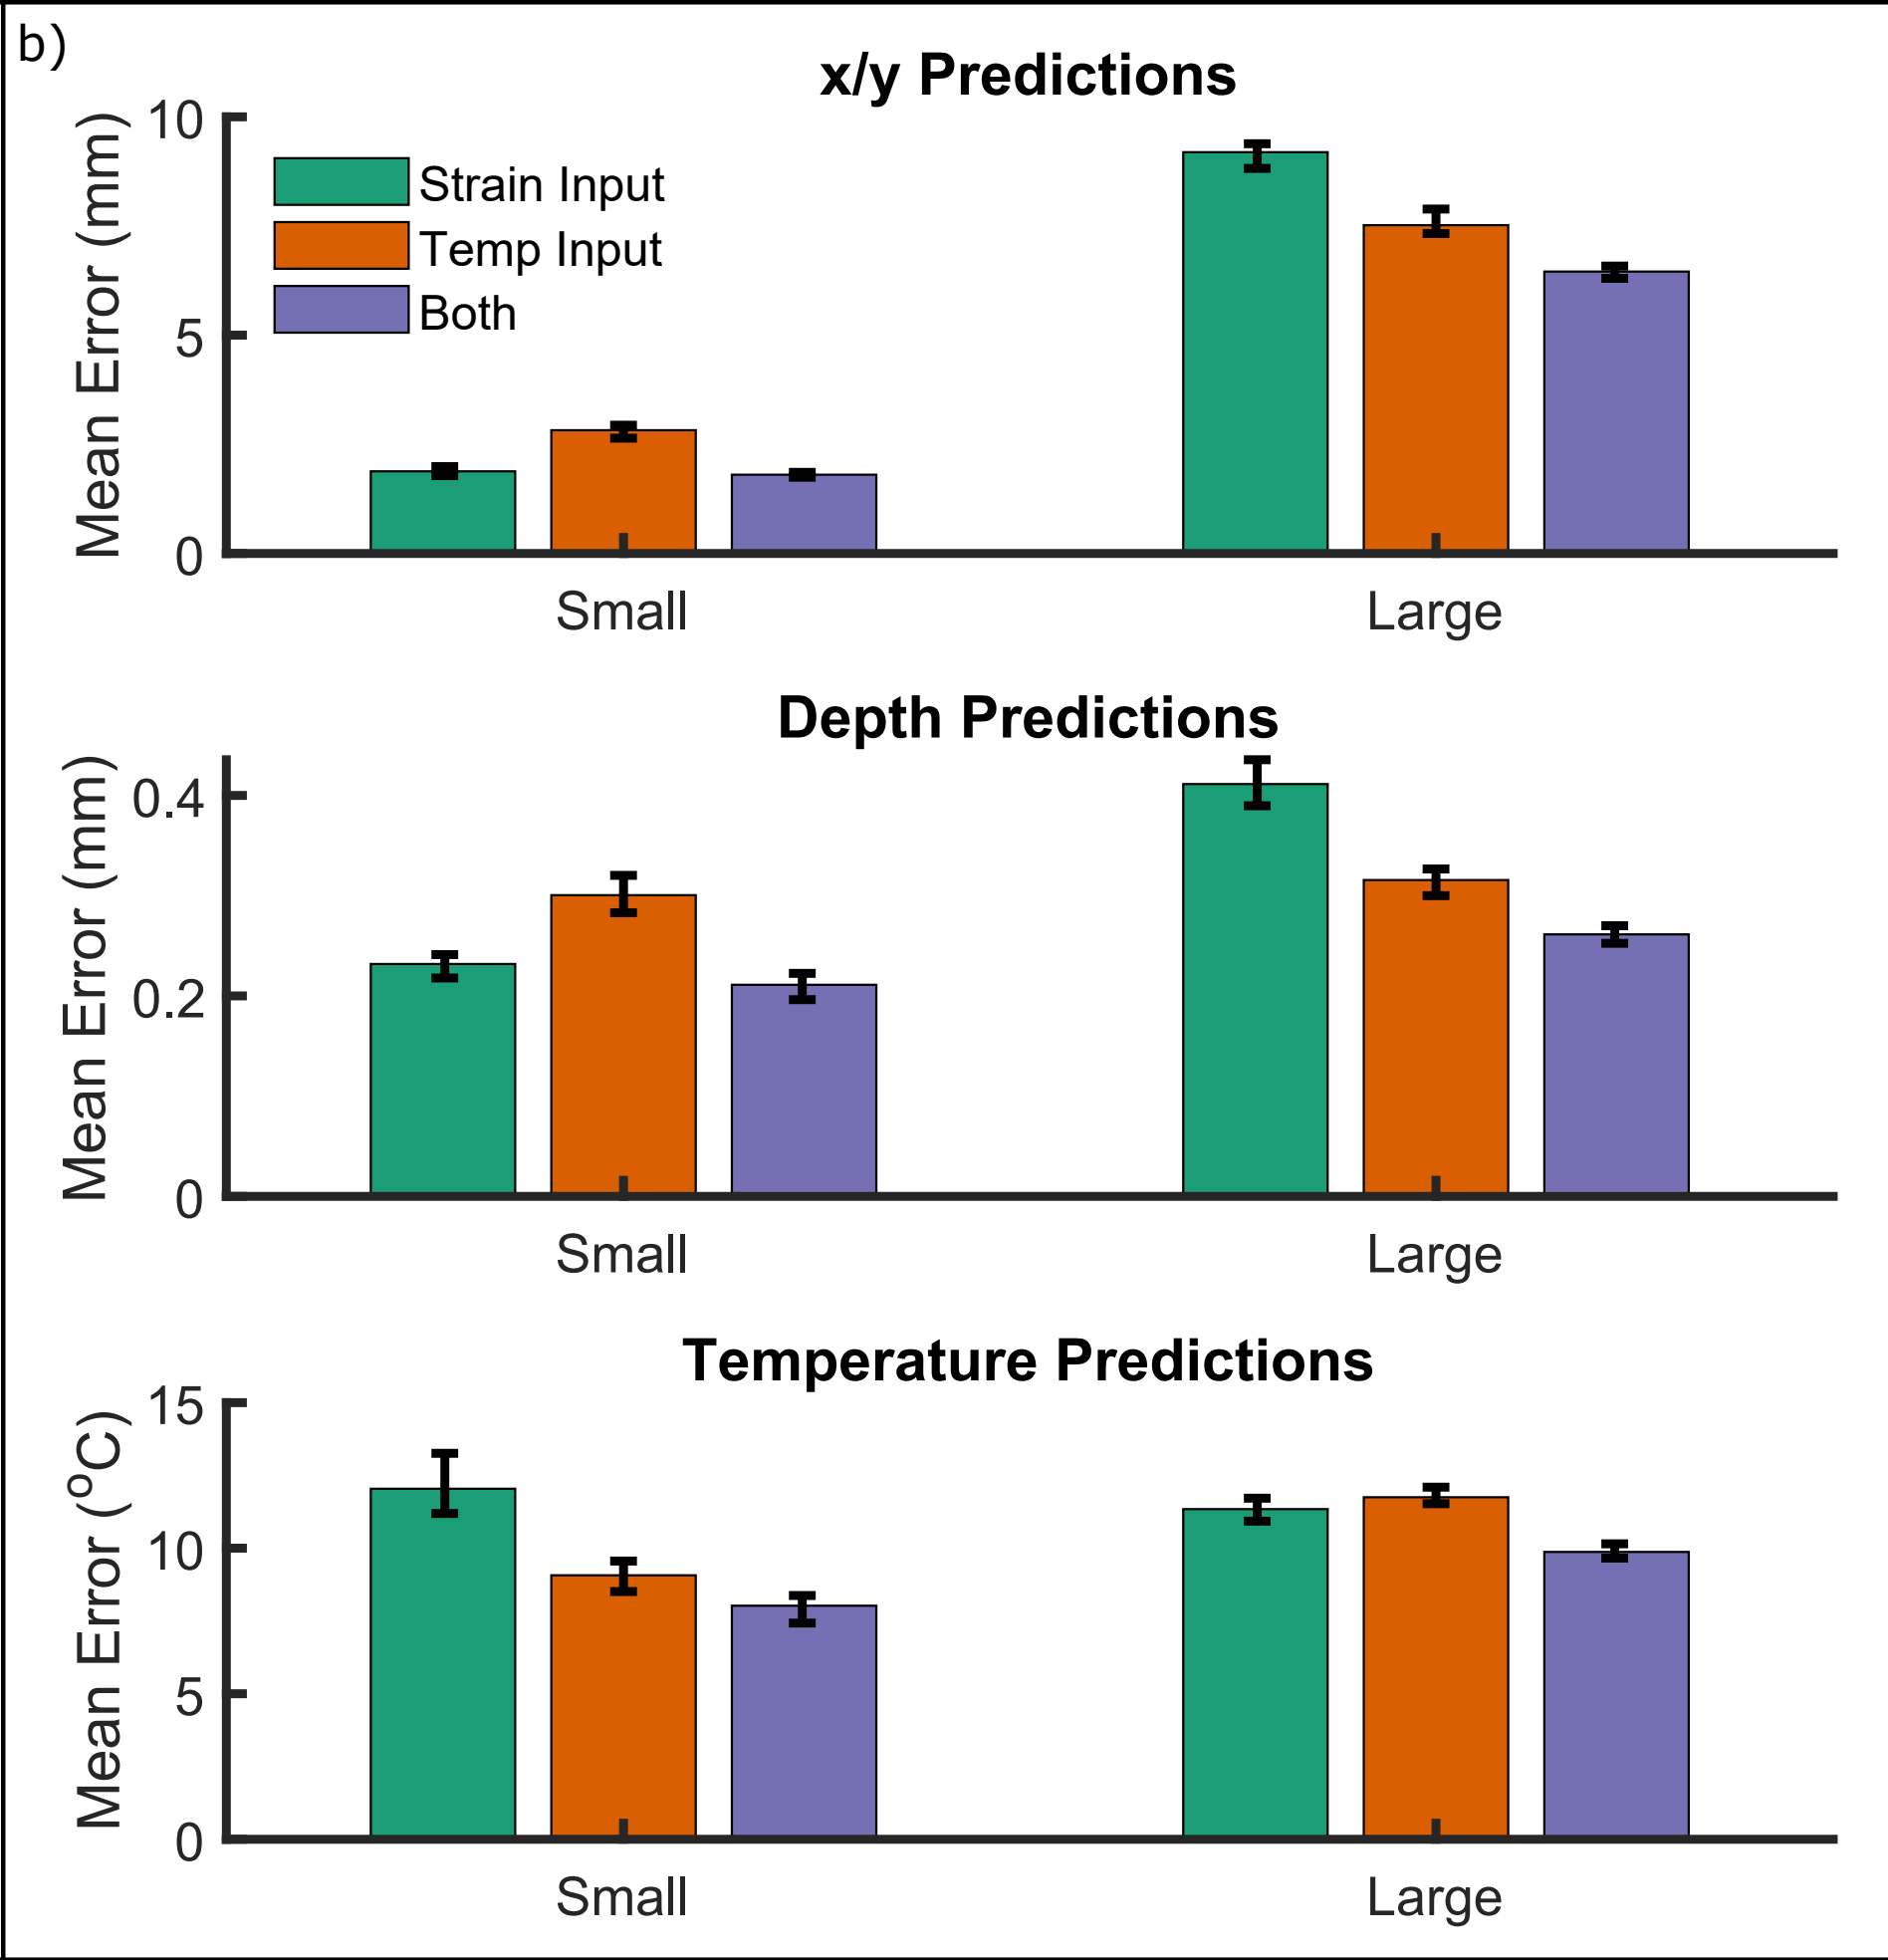 b)
x/y Predictions
Mean Error (mm)
10
5
0
Strain Input
Temp Input
Both
Small Large
Depth Predictions
Mean Error (mm)
0.4
0.2
0
Small Large
Temperature Predictions
Mean Error (°C)
15
10
5
0
Small Large